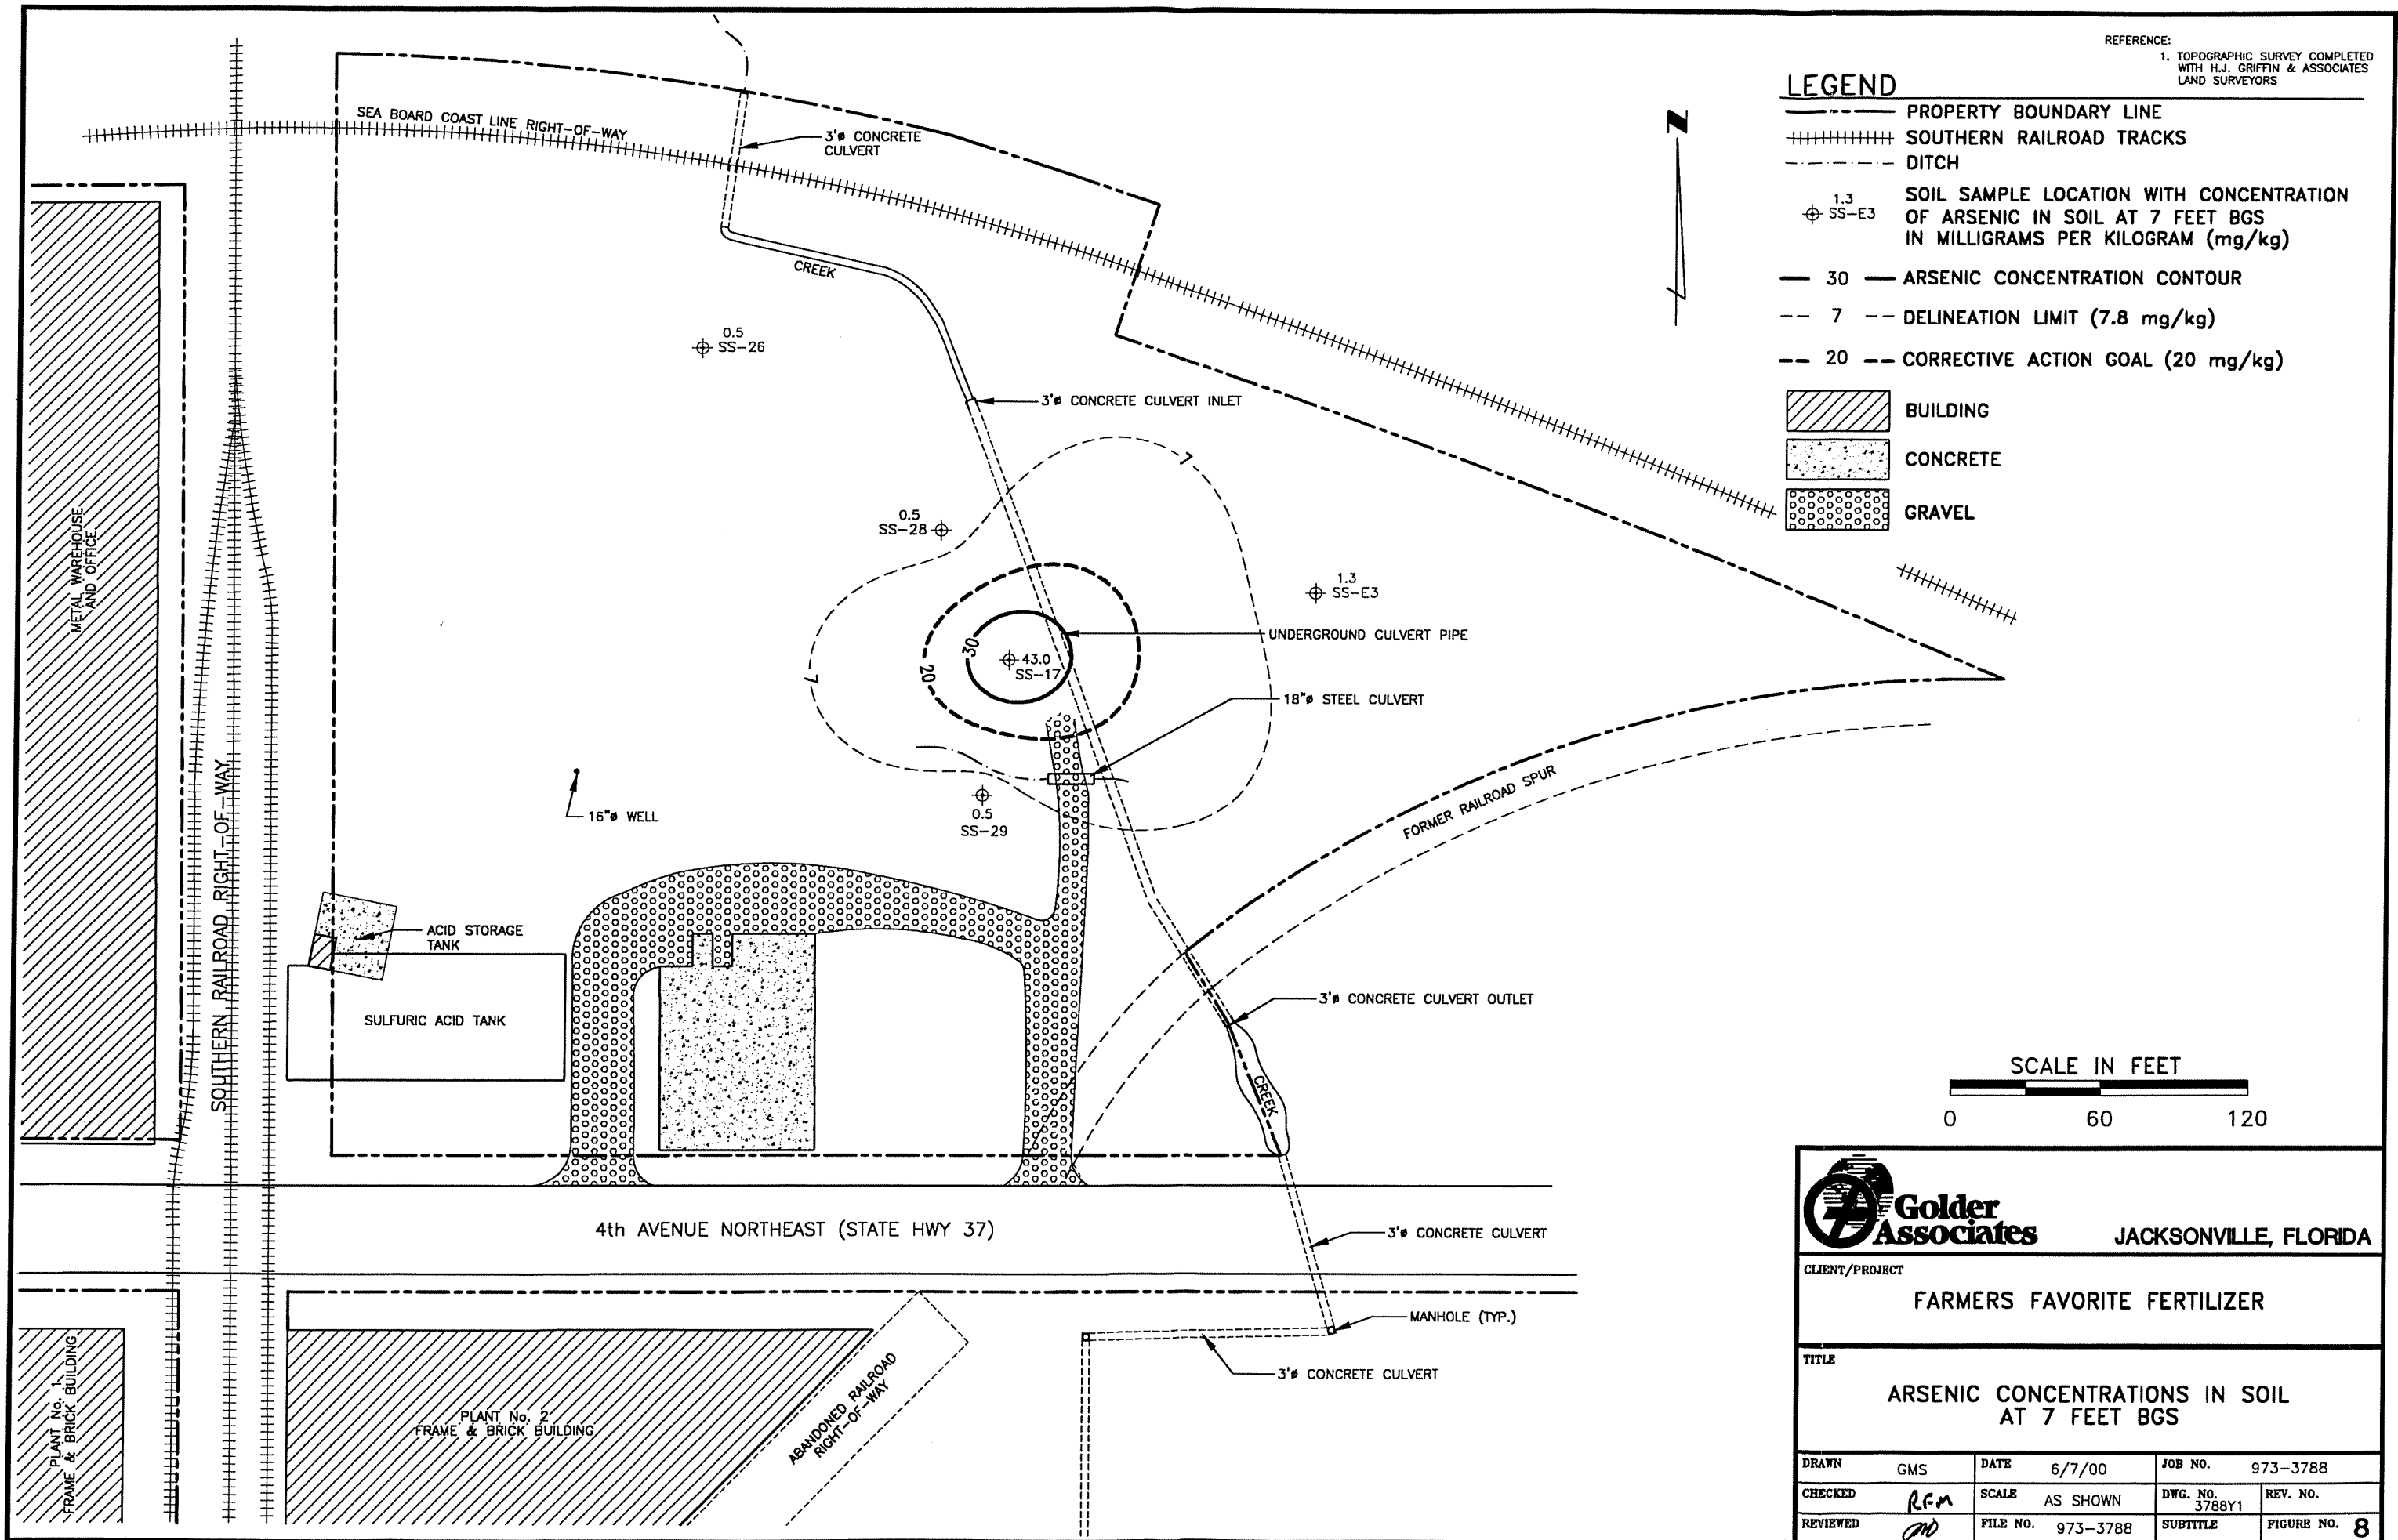 REFERENCE:
1. TOPOGRAPHIC SURVEY COMPLETED
WITH H.J. GRIFFIN & ASSOCIATES
LAND SURVEYORS
LEGEND
PROPERTY BOUNDARY LINE
SOUTHERN RAILROAD TRACKS
DITCH
1.3
SS-E3
SOIL SAMPLE LOCATION WITH CONCENTRATION
OF ARSENIC IN SOIL AT 7 FEET BGS
IN MILLIGRAMS PER KILOGRAM (mg/kg)
30 ARSENIC CONCENTRATION CONTOUR
7 DELINEATION LIMIT (7.8 mg/kg)
20 CORRECTIVE ACTION GOAL (20 mg/kg)
BUILDING
CONCRETE
GRAVEL
N
SEA BOARD COAST LINE RIGHT-OF-WAY
3'ø CONCRETE
CULVERT
CREEK
0.5
SS-26
3'ø CONCRETE CULVERT INLET
7
0.5
SS-28
1.3
SS-E3
UNDERGROUND CULVERT PIPE
30
43.0
SS-17
20
7
18"ø STEEL CULVERT
METAL WAREHOUSE
AND OFFICE
SOUTHERN RAILROAD RIGHT-OF-WAY
16"ø WELL
0.5
SS-29
FORMER RAILROAD SPUR
ACID STORAGE
TANK
SULFURIC ACID TANK
3'ø CONCRETE CULVERT OUTLET
CREEK
4th AVENUE NORTHEAST (STATE HWY 37)
3'ø CONCRETE CULVERT
MANHOLE (TYP.)
3'ø CONCRETE CULVERT
PLANT No. 1
FRAME & BRICK BUILDING
PLANT No. 2
FRAME & BRICK BUILDING
ABANDONED RAILROAD
RIGHT-OF-WAY
SCALE IN FEET
0 60 120
Golder
Associates
JACKSONVILLE, FLORIDA
CLIENT/PROJECT
FARMERS FAVORITE FERTILIZER
TITLE
ARSENIC CONCENTRATIONS IN SOIL
AT 7 FEET BGS
DRAWN GMS DATE 6/7/00 JOB NO. 973-3788
CHECKED RFM SCALE AS SHOWN DWG. NO. 3788Y1 REV. NO.
REVIEWED FILE NO. 973-3788 SUBTITLE FIGURE NO. 8